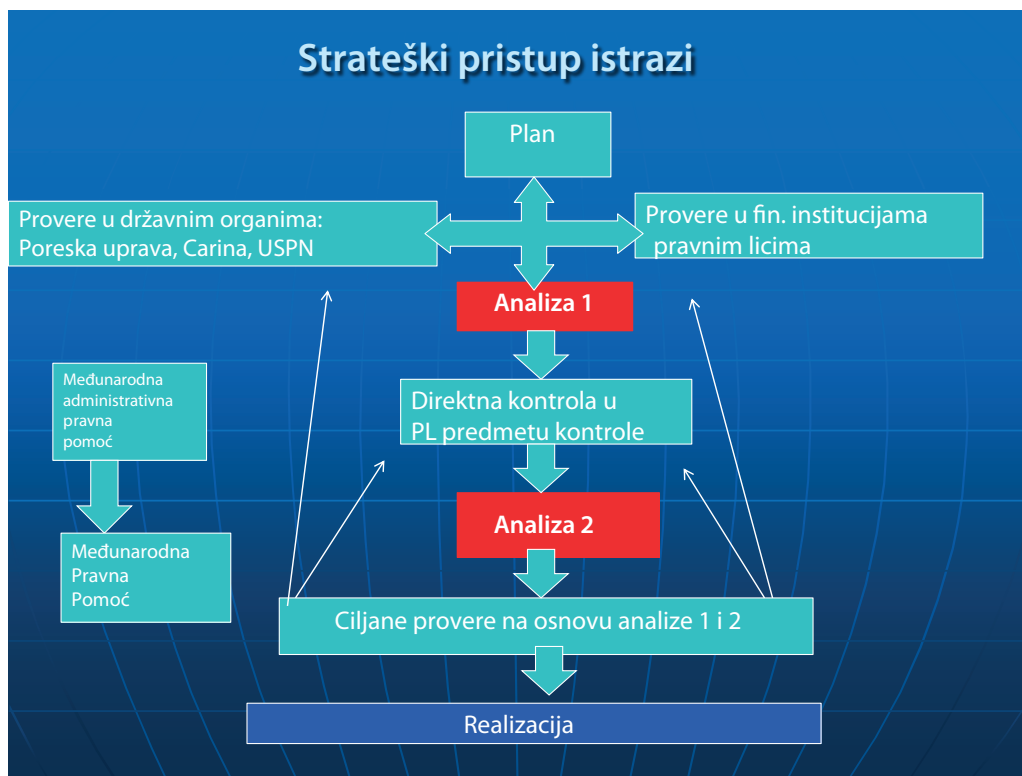 Strateški pristup istrazi
Plan
Provere u državnim organima:
Poreska uprava, Carina, USPN
Provere u fin. institucijama
pravnim licima
Analiza 1
Međunarodna
administrativna
pravna
pomoć
Direktna kontrola u
PL predmetu kontrole
Analiza 2
Međunarodna
Pravna
Pomoć
Ciljane provere na osnovu analize 1 i 2
Realizacija